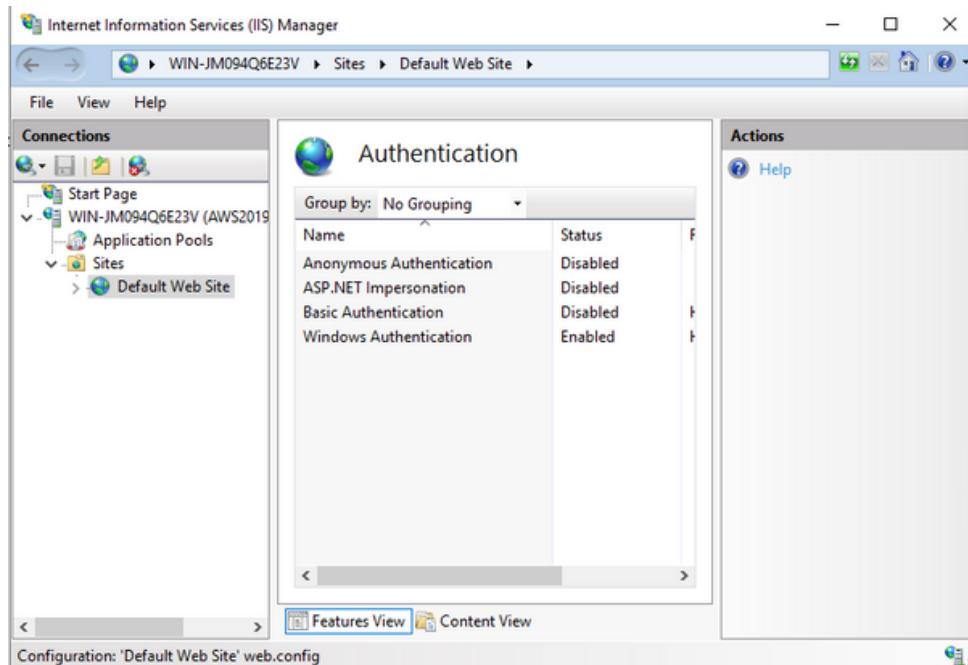 Internet Information Services (IIS) Manager
WIN-JM094Q6E23V Sites Default Web Site
File View Help
Connections
Start Page
WIN-JM094Q6E23V (AWS2019
Application Pools
Sites
Default Web Site
Authentication
Group by: No Grouping
Name Status
Anonymous Authentication Disabled
ASP.NET Impersonation Disabled
Basic Authentication Disabled
Windows Authentication Enabled
Features View Content View
Actions
Help
Configuration: 'Default Web Site' web.config